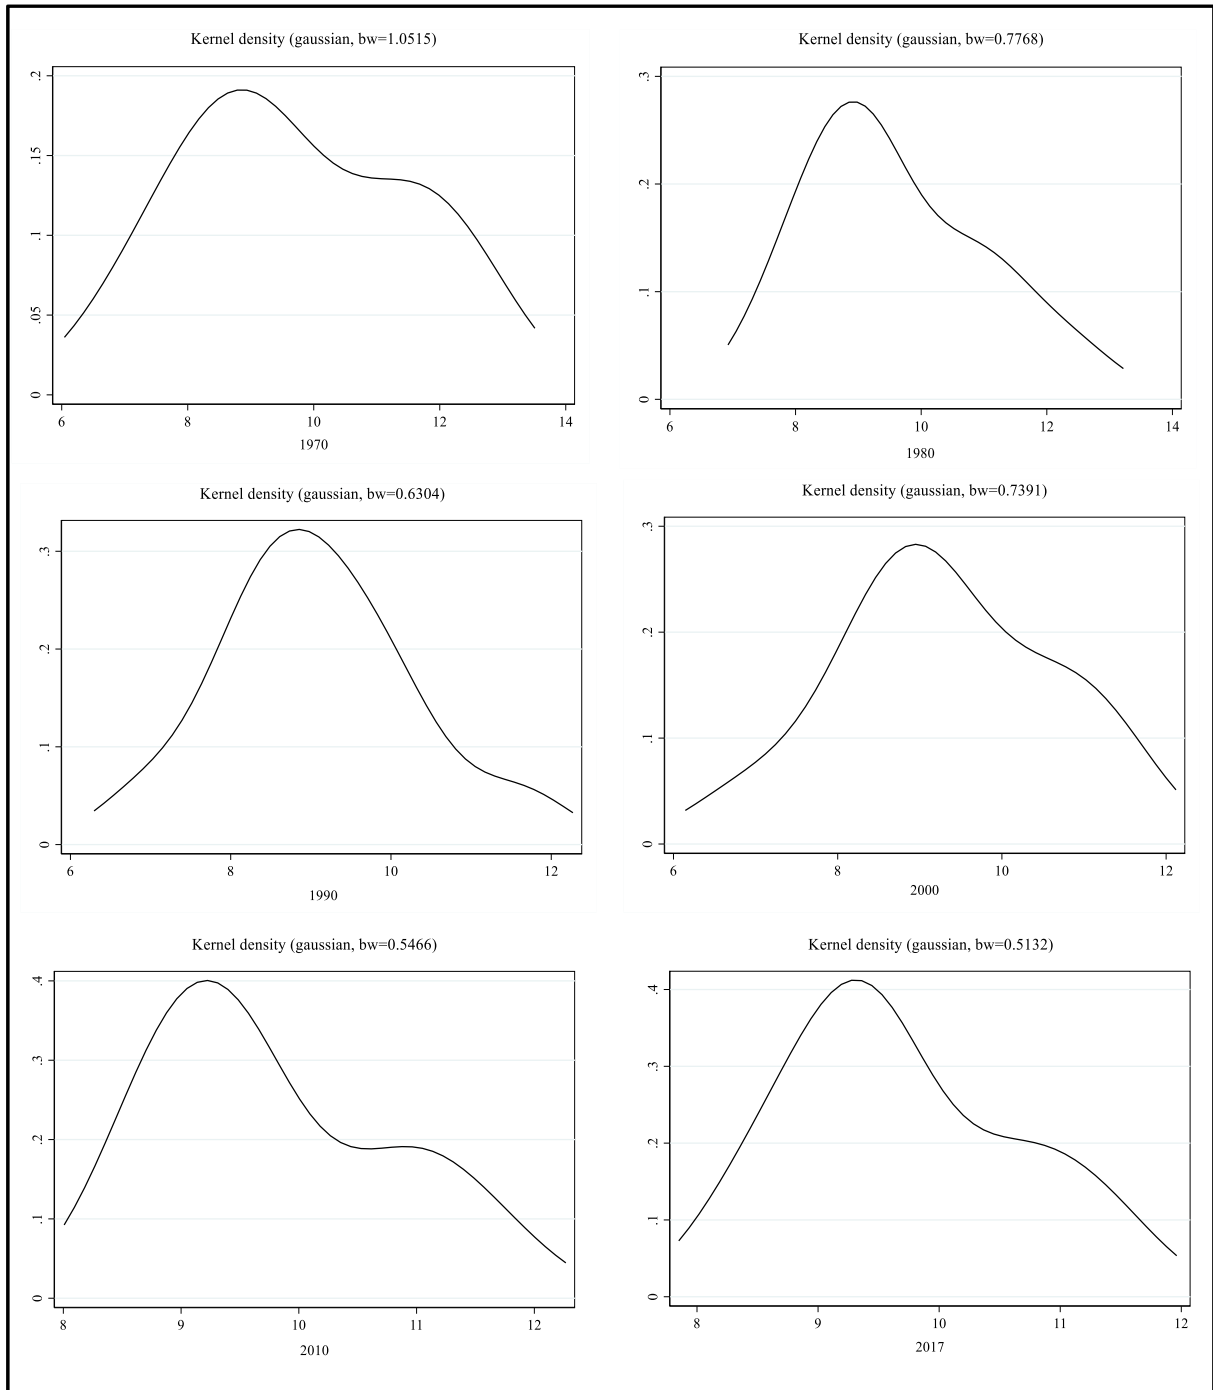 Kernel density (gaussian, bw=1.0515)
.2
.15
.1
.05
0
6 8 10 12 14
1970
Kernel density (gaussian, bw=0.7768)
.3
.2
.1
0
6 8 10 12 14
1980
Kernel density (gaussian, bw=0.6304)
.3
.2
.1
0
6 8 10 12
1990
Kernel density (gaussian, bw=0.7391)
.3
.2
.1
0
6 8 10 12
2000
Kernel density (gaussian, bw=0.5466)
.4
.3
.2
.1
0
8 9 10 11 12
2010
Kernel density (gaussian, bw=0.5132)
.4
.3
.2
.1
0
8 9 10 11 12
2017